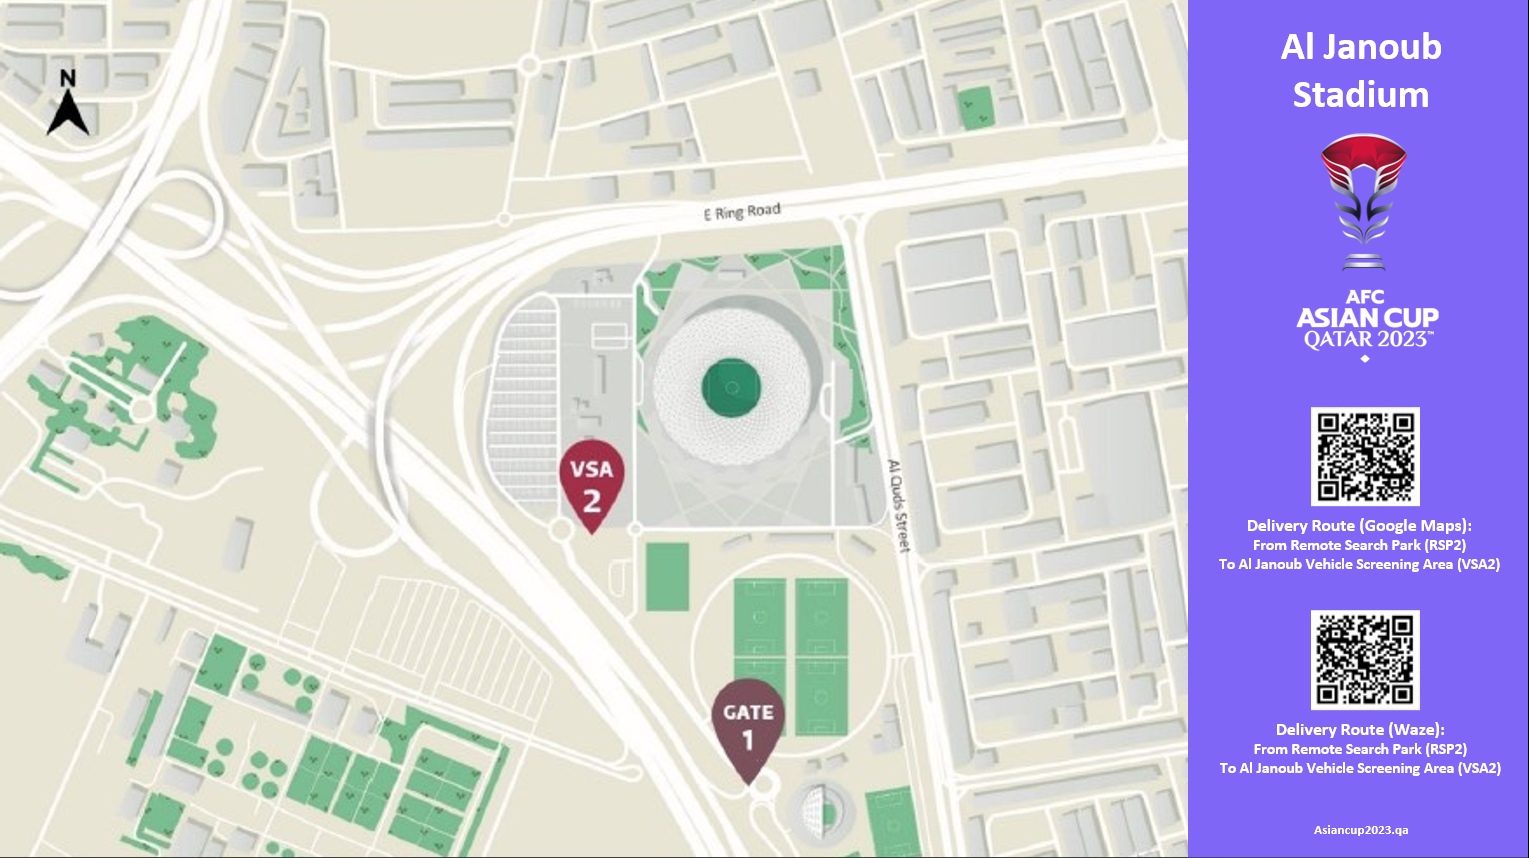 N
E Ring Road
Al Quds Street
VSA
2
GATE
1
Al Janoub
Stadium
AFC
ASIAN CUP
QATAR 2023™
Delivery Route (Google Maps):
From Remote Search Park (RSP2)
To Al Janoub Vehicle Screening Area (VSA2)
Delivery Route (Waze):
From Remote Search Park (RSP2)
To Al Janoub Vehicle Screening Area (VSA2)
Asiancup2023.qa